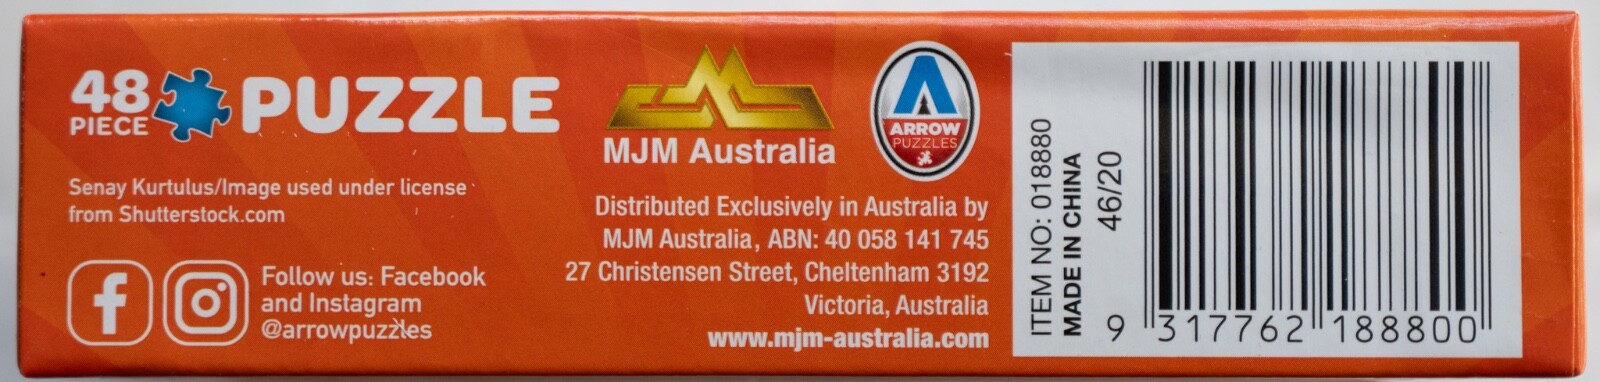 48
PIECE
PUZZLE
Senay Kurtulus/Image used under license
from Shutterstock.com
Follow us: Facebook
and Instagram
@arrowpuzzles
MJM Australia
ARROW
PUZZLES
Distributed Exclusively in Australia by
MJM Australia, ABN: 40 058 141 745
27 Christensen Street, Cheltenham 3192
Victoria, Australia
www.mjm-australia.com
ITEM NO: 018880
MADE IN CHINA
46/20
9 317762 188800